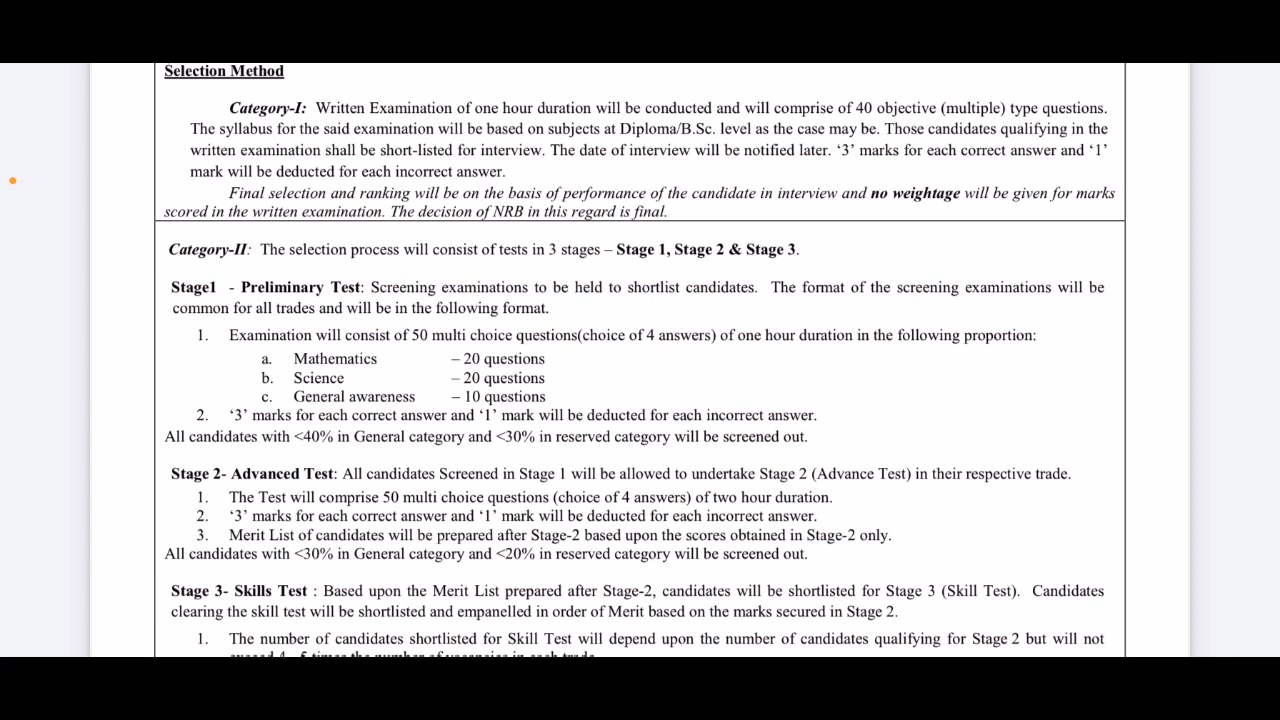 Selection Method
Category-I: Written Examination of one hour duration will be conducted and will comprise of 40 objective (multiple) type questions.
The syllabus for the said examination will be based on subjects at Diploma/B.Sc. level as the case may be. Those candidates qualifying in the
written examination shall be short-listed for interview. The date of interview will be notified later. ‘3’ marks for each correct answer and ‘1’
mark will be deducted for each incorrect answer.
Final selection and ranking will be on the basis of performance of the candidate in interview and no weightage will be given for marks
scored in the written examination. The decision of NRB in this regard is final.
Category-II: The selection process will consist of tests in 3 stages – Stage 1, Stage 2 & Stage 3.
Stage1 - Preliminary Test: Screening examinations to be held to shortlist candidates. The format of the screening examinations will be
common for all trades and will be in the following format.
1. Examination will consist of 50 multi choice questions(choice of 4 answers) of one hour duration in the following proportion:
a. Mathematics – 20 questions
b. Science – 20 questions
c. General awareness – 10 questions
2. ‘3’ marks for each correct answer and ‘1’ mark will be deducted for each incorrect answer.
All candidates with <40% in General category and <30% in reserved category will be screened out.
Stage 2- Advanced Test: All candidates Screened in Stage 1 will be allowed to undertake Stage 2 (Advance Test) in their respective trade.
1. The Test will comprise 50 multi choice questions (choice of 4 answers) of two hour duration.
2. ‘3’ marks for each correct answer and ‘1’ mark will be deducted for each incorrect answer.
3. Merit List of candidates will be prepared after Stage-2 based upon the scores obtained in Stage-2 only.
All candidates with <30% in General category and <20% in reserved category will be screened out.
Stage 3- Skills Test : Based upon the Merit List prepared after Stage-2, candidates will be shortlisted for Stage 3 (Skill Test). Candidates
clearing the skill test will be shortlisted and empanelled in order of Merit based on the marks secured in Stage 2.
1. The number of candidates shortlisted for Skill Test will depend upon the number of candidates qualifying for Stage 2 but will not